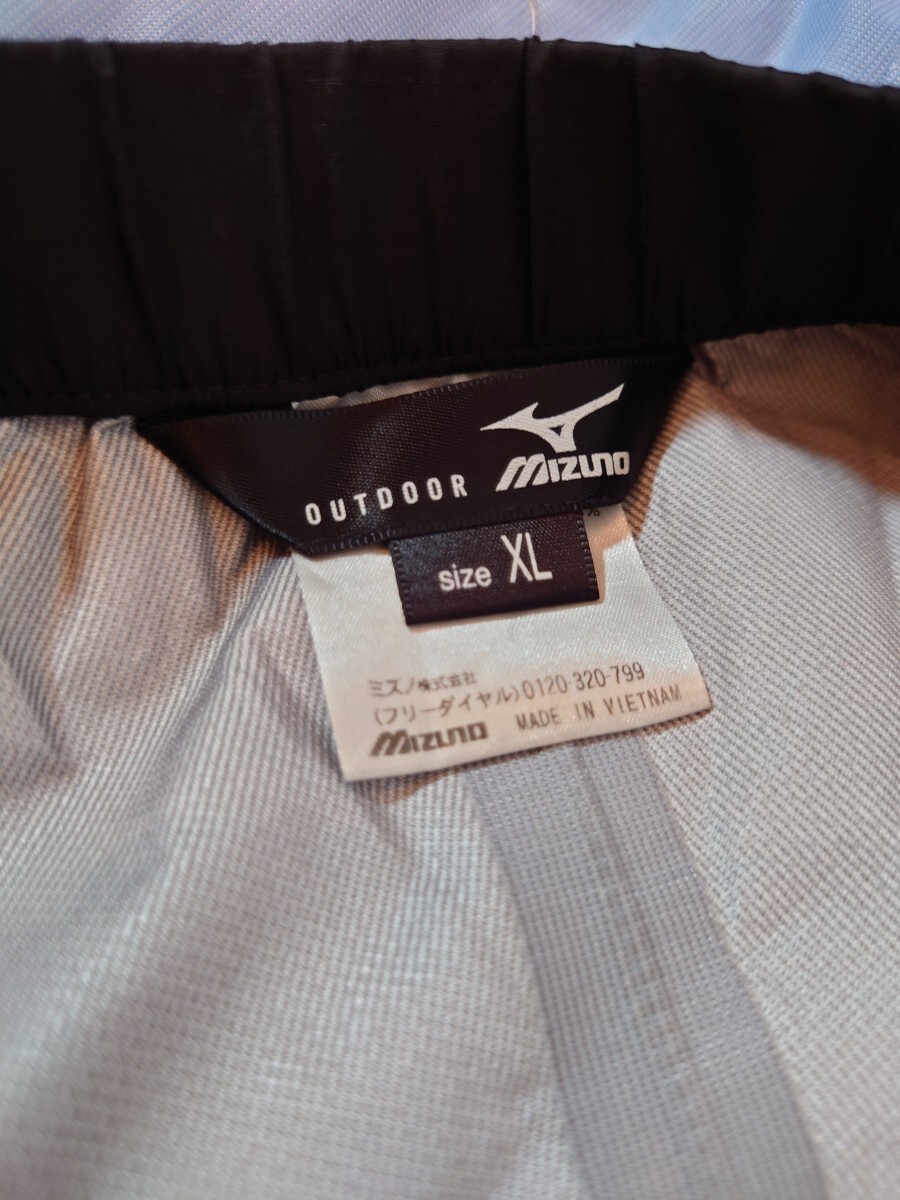 OUTDOOR MIZUNO
%
size XL
ミズノ株式会社
(フリーダイヤル)0120-320-799
MIZUNO MADE IN VIETNAM